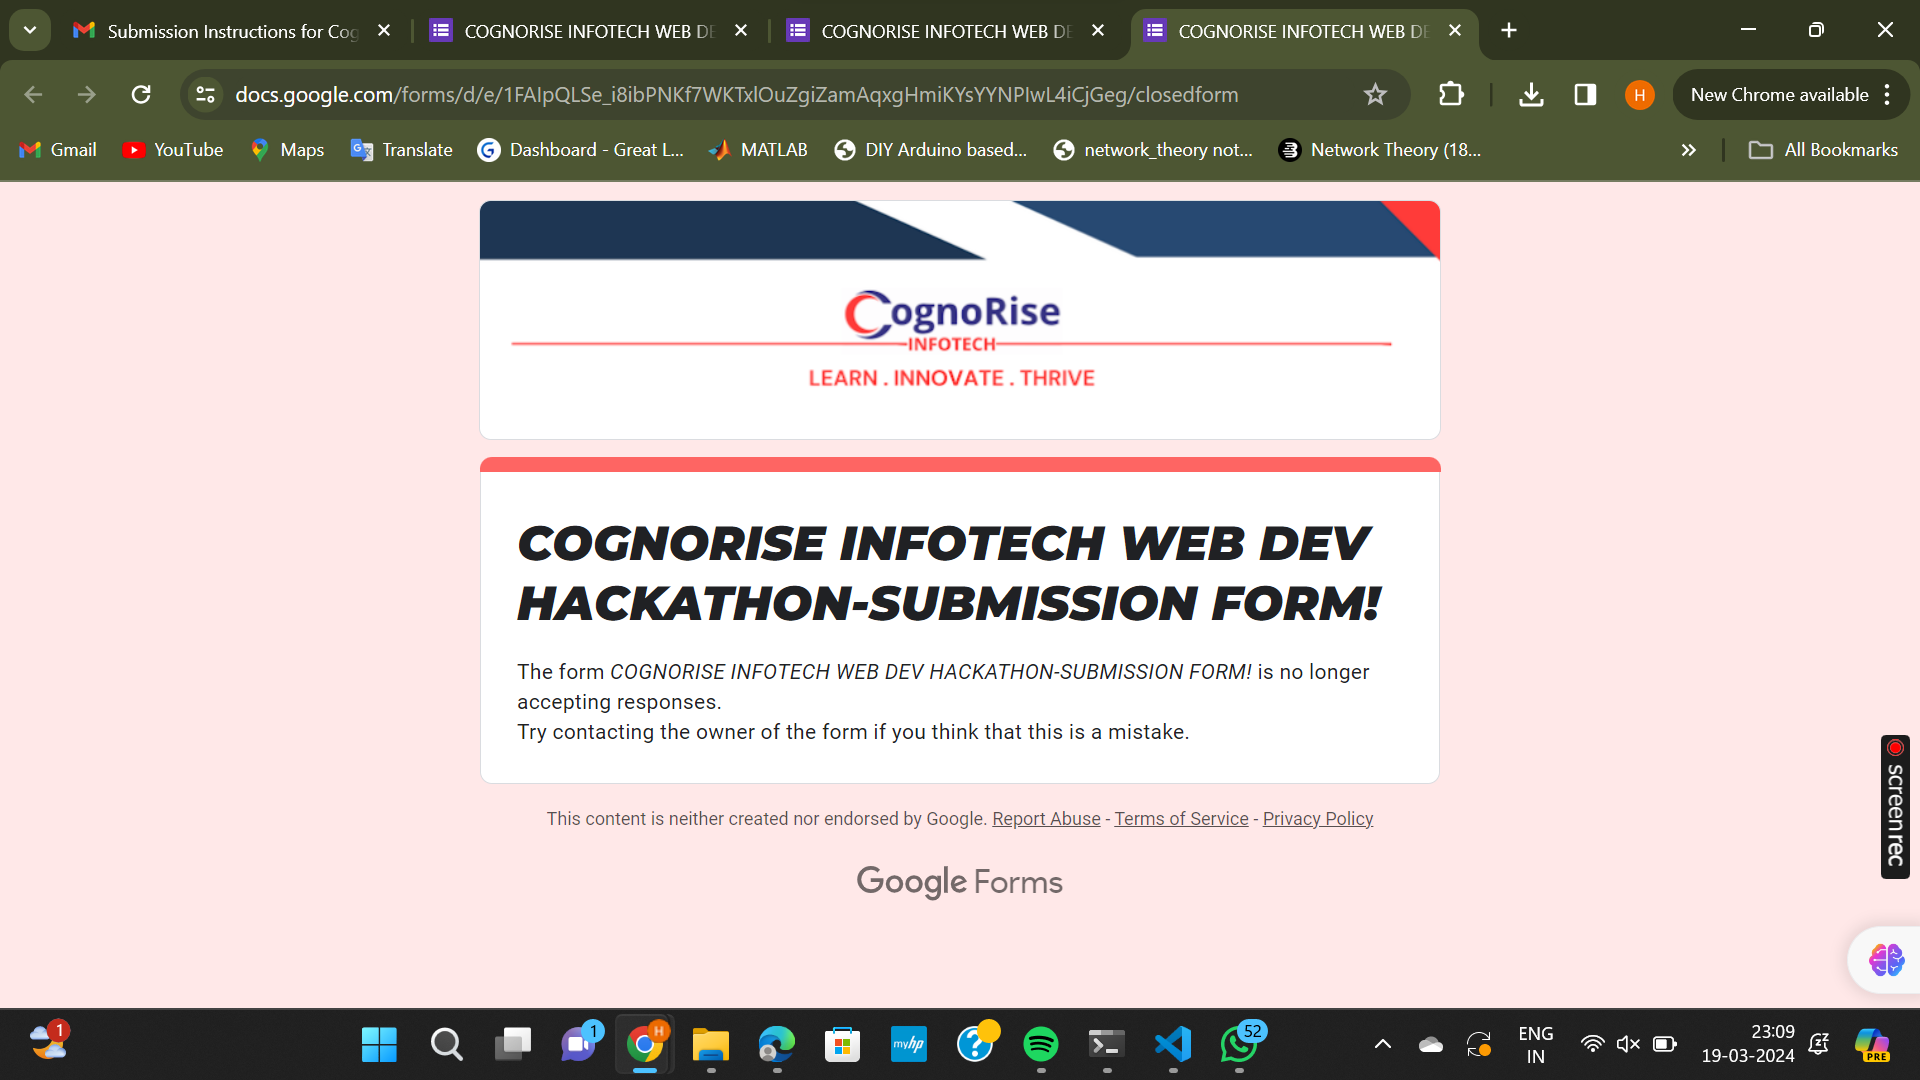 Submission Instructions for Cog
COGNORISE INFOTECH WEB DE
COGNORISE INFOTECH WEB DE
COGNORISE INFOTECH WEB DE
docs.google.com/forms/d/e/1FAIpQLSe_i8ibPNKf7WKTxlOuZgiZamAqxgHmiKYsYYNPIwL4iCjGeg/closedform
H
New Chrome available
Gmail
YouTube
Maps
Translate
Dashboard - Great L...
MATLAB
DIY Arduino based...
network_theory not...
Network Theory (18...
All Bookmarks
CognoRise
INFOTECH
LEARN . INNOVATE . THRIVE
COGNORISE INFOTECH WEB DEV
HACKATHON-SUBMISSION FORM!
The form COGNORISE INFOTECH WEB DEV HACKATHON-SUBMISSION FORM! is no longer
accepting responses.
Try contacting the owner of the form if you think that this is a mistake.
This content is neither created nor endorsed by Google. Report Abuse - Terms of Service - Privacy Policy
Google Forms
screenrec
1
1
H
myhp
52
ENG
IN
23:09
19-03-2024
PRE